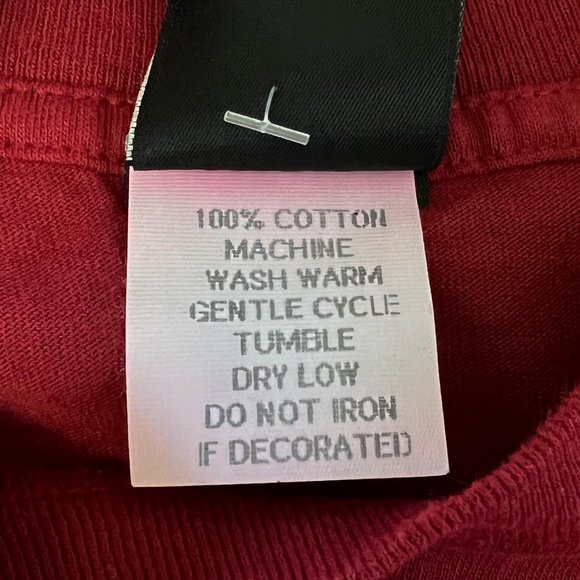 100% COTTON
MACHINE
WASH WARM
GENTLE CYCLE
TUMBLE
DRY LOW
DO NOT IRON
IF DECORATED